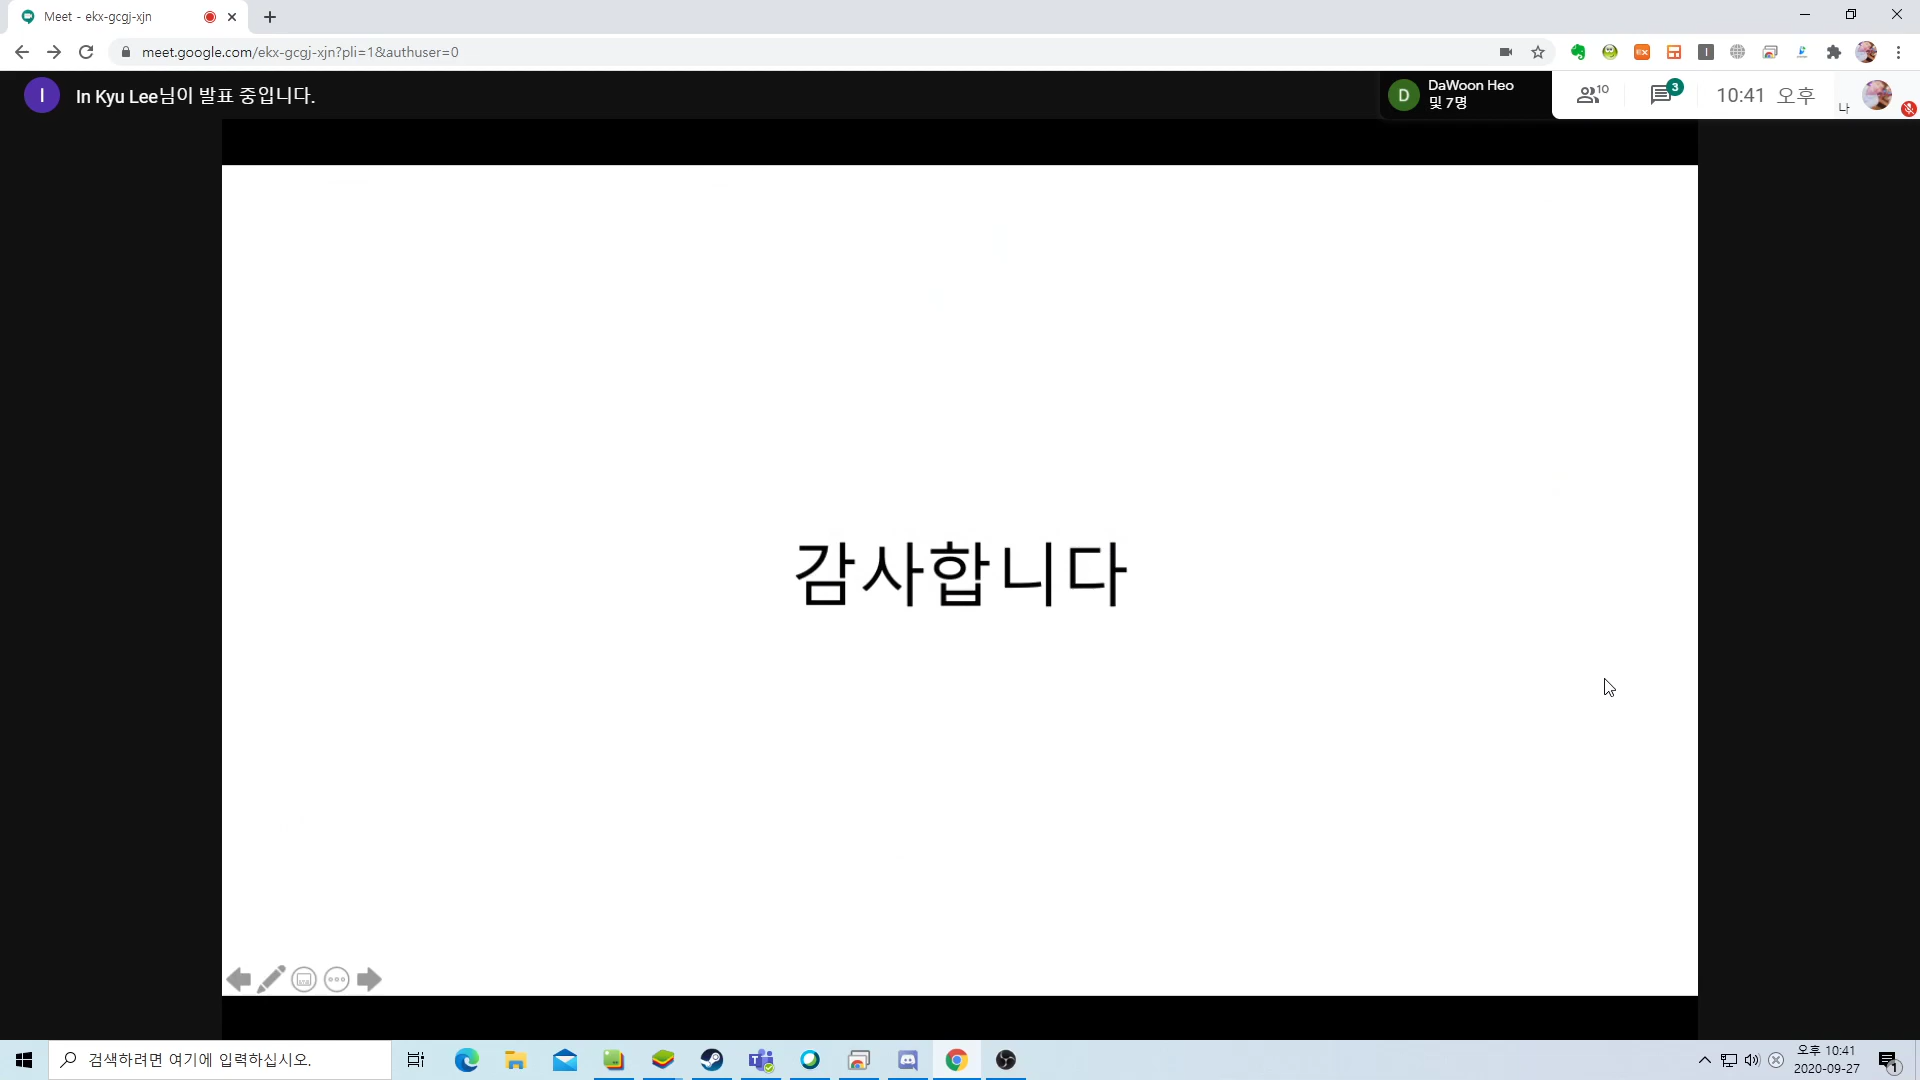 Meet - ekx-gcgj-xjn
meet.google.com/ekx-gcgj-xjn?pli=1&authuser=0
I
In Kyu Lee님이 발표 중입니다.
D
DaWoon Heo
및 7명
10
3
10:41 오후
나
감사합니다
검색하려면 여기에 입력하십시오.
오후 10:41
2020-09-27
1